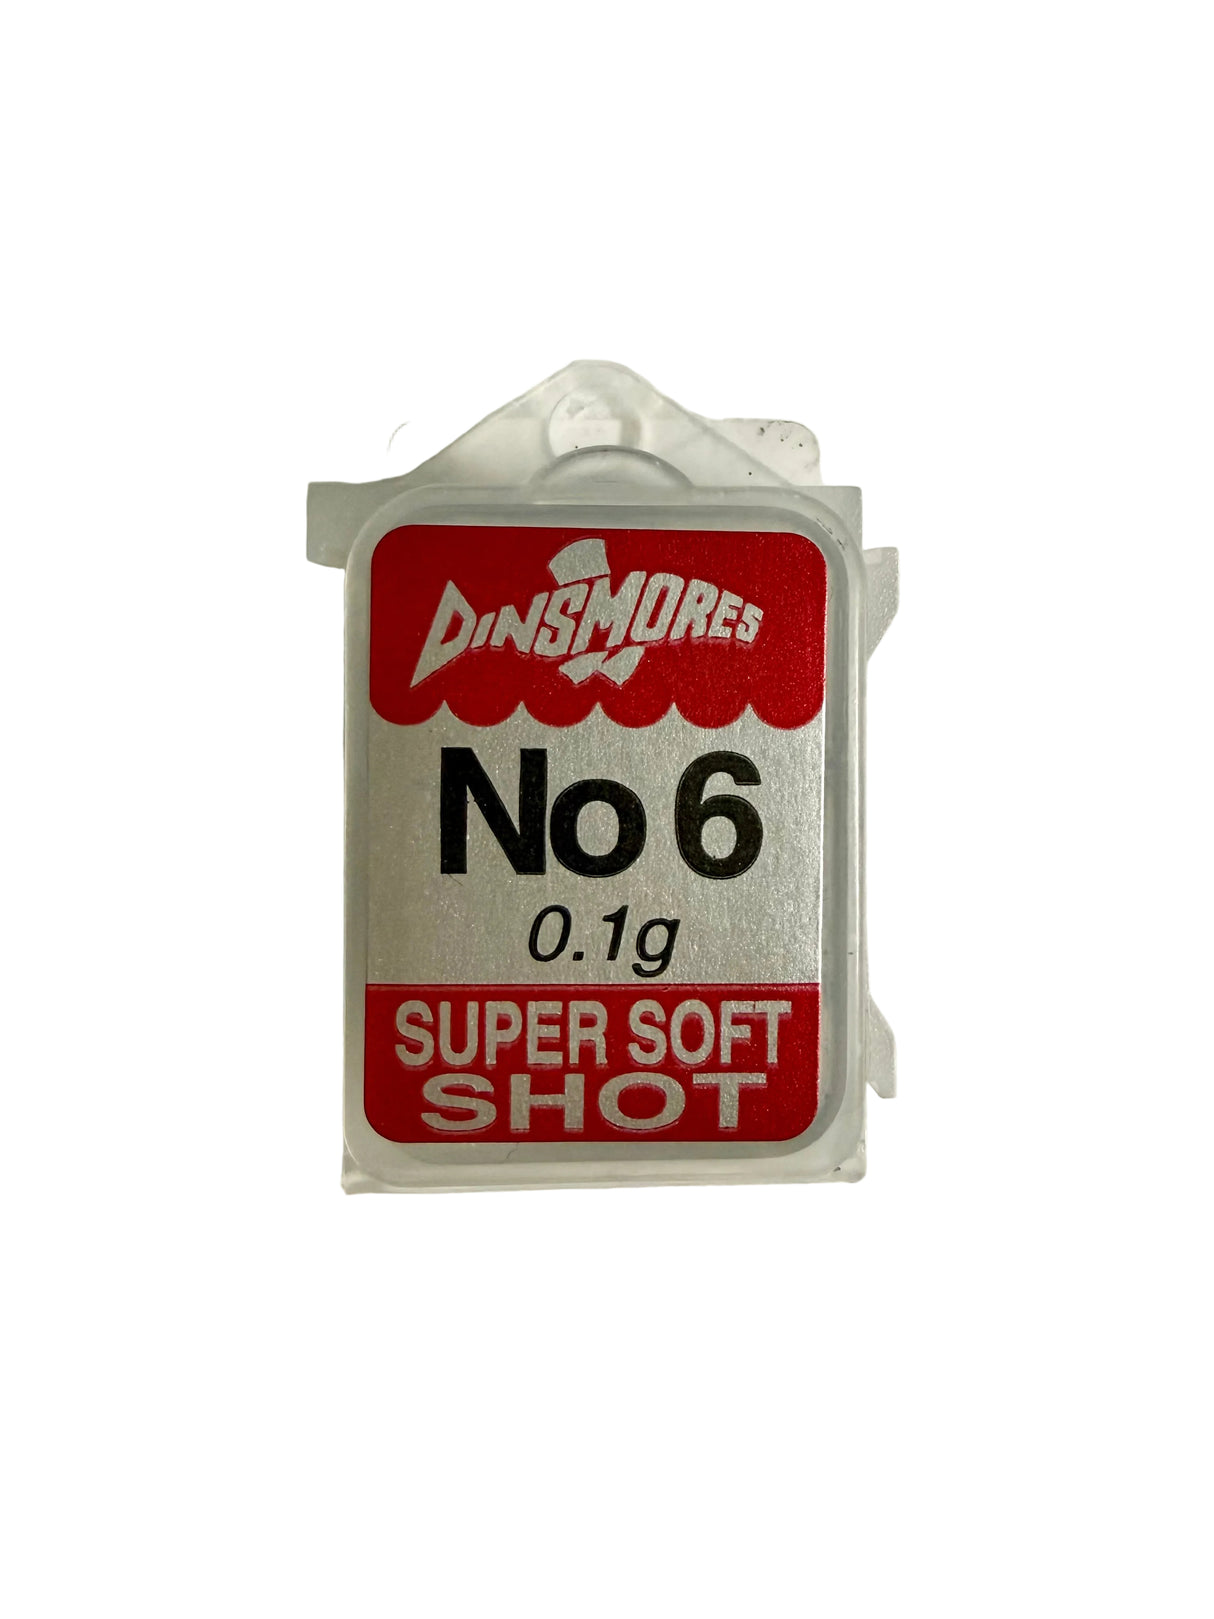 DINSMORES
No 6
0.1g
SUPER SOFT
SHOT